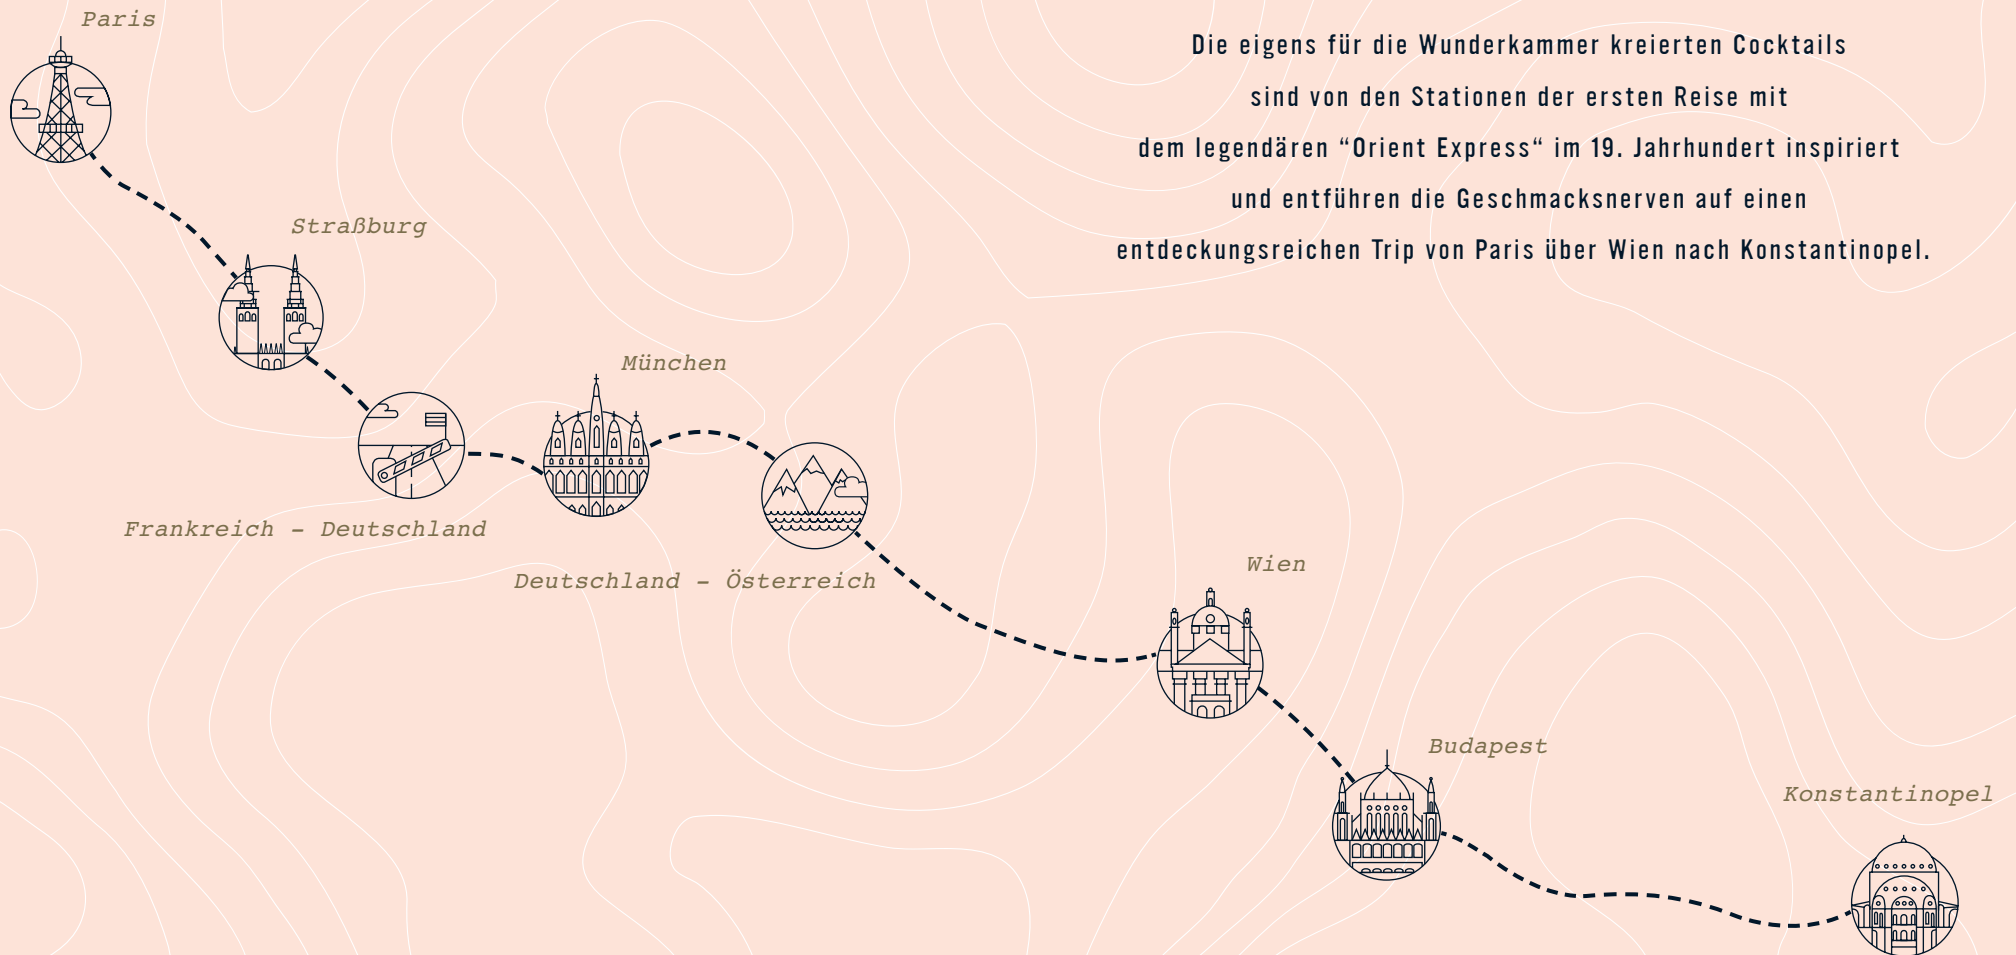 Paris
Die eigens für die Wunderkammer kreierten Cocktails
sind von den Stationen der ersten Reise mit
dem legendären “Orient Express“ im 19. Jahrhundert inspiriert
und entführen die Geschmacksnerven auf einen
entdeckungsreichen Trip von Paris über Wien nach Konstantinopel.
Straßburg
München
Frankreich – Deutschland
Deutschland – Österreich
Wien
Budapest
Konstantinopel